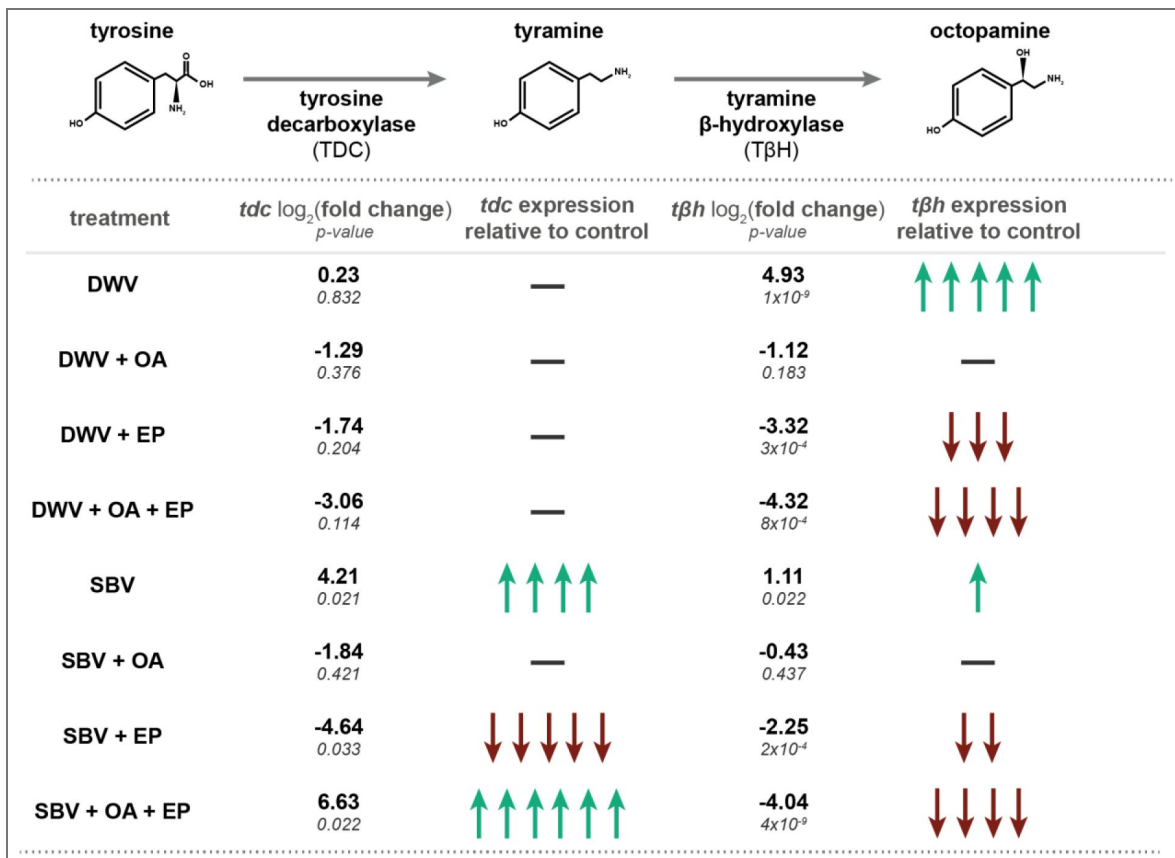 tyrosine tyramine octopamine
O
OH
NH₂
HO
NH₂
HO
OH
NH₂
HO
tyrosine
decarboxylase
(TDC)
tyramine
β-hydroxylase
(TβH)
treatment
tdc log₂(fold change)
p-value
tdc expression
relative to control
tβh log₂(fold change)
p-value
tβh expression
relative to control
DWV
0.23
0.832
—
4.93
1x10⁻⁹
DWV + OA
-1.29
0.376
—
-1.12
0.183
—
DWV + EP
-1.74
0.204
—
-3.32
3x10⁻⁴
DWV + OA + EP
-3.06
0.114
—
-4.32
8x10⁻⁴
SBV
4.21
0.021
1.11
0.022
SBV + OA
-1.84
0.421
—
-0.43
0.437
—
SBV + EP
-4.64
0.033
-2.25
2x10⁻⁴
SBV + OA + EP
6.63
0.022
-4.04
4x10⁻⁹